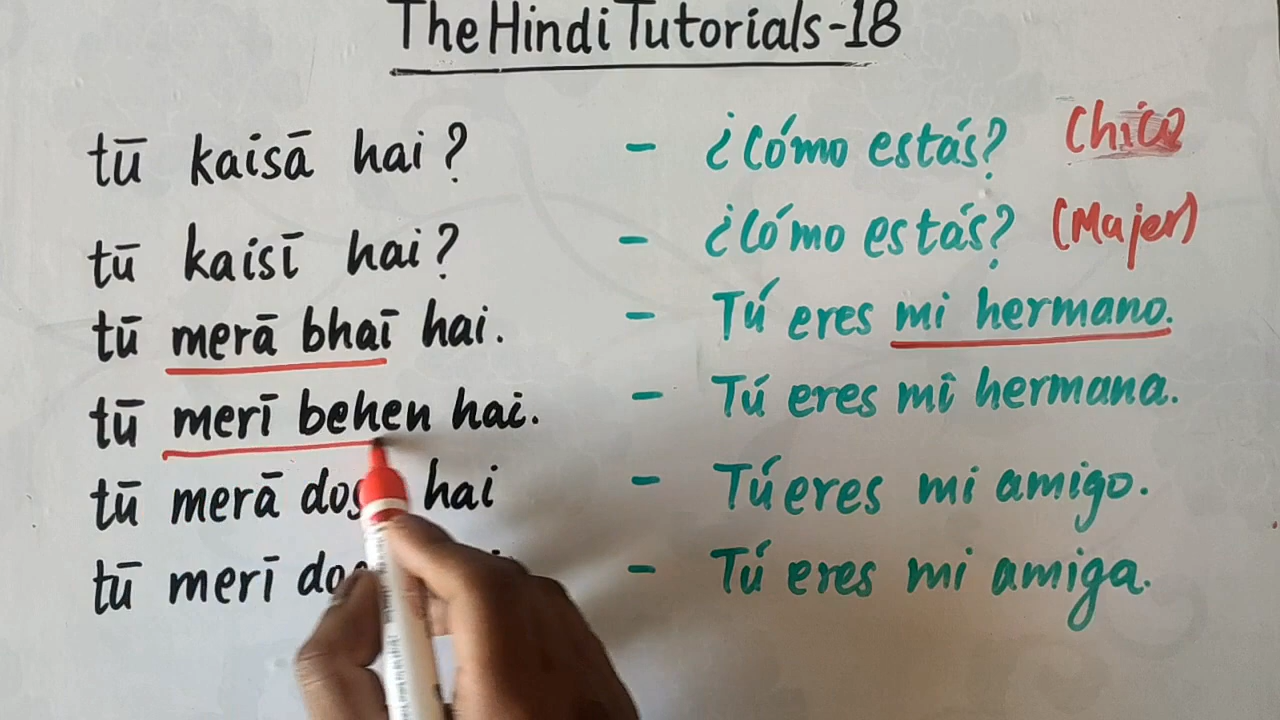 The Hindi Tutorials-18
tū kaisā hai? - ¿Cómo estás? Chico
tū kaisī hai? - ¿Cómo estás? (Majer)
tū merā bhaī hai. - Tú eres mi hermano.
tū merī behen hai. - Tú eres mi hermana.
tū merā hai - Tú eres mi amigo.
tū merī - Tú eres mi amiga.